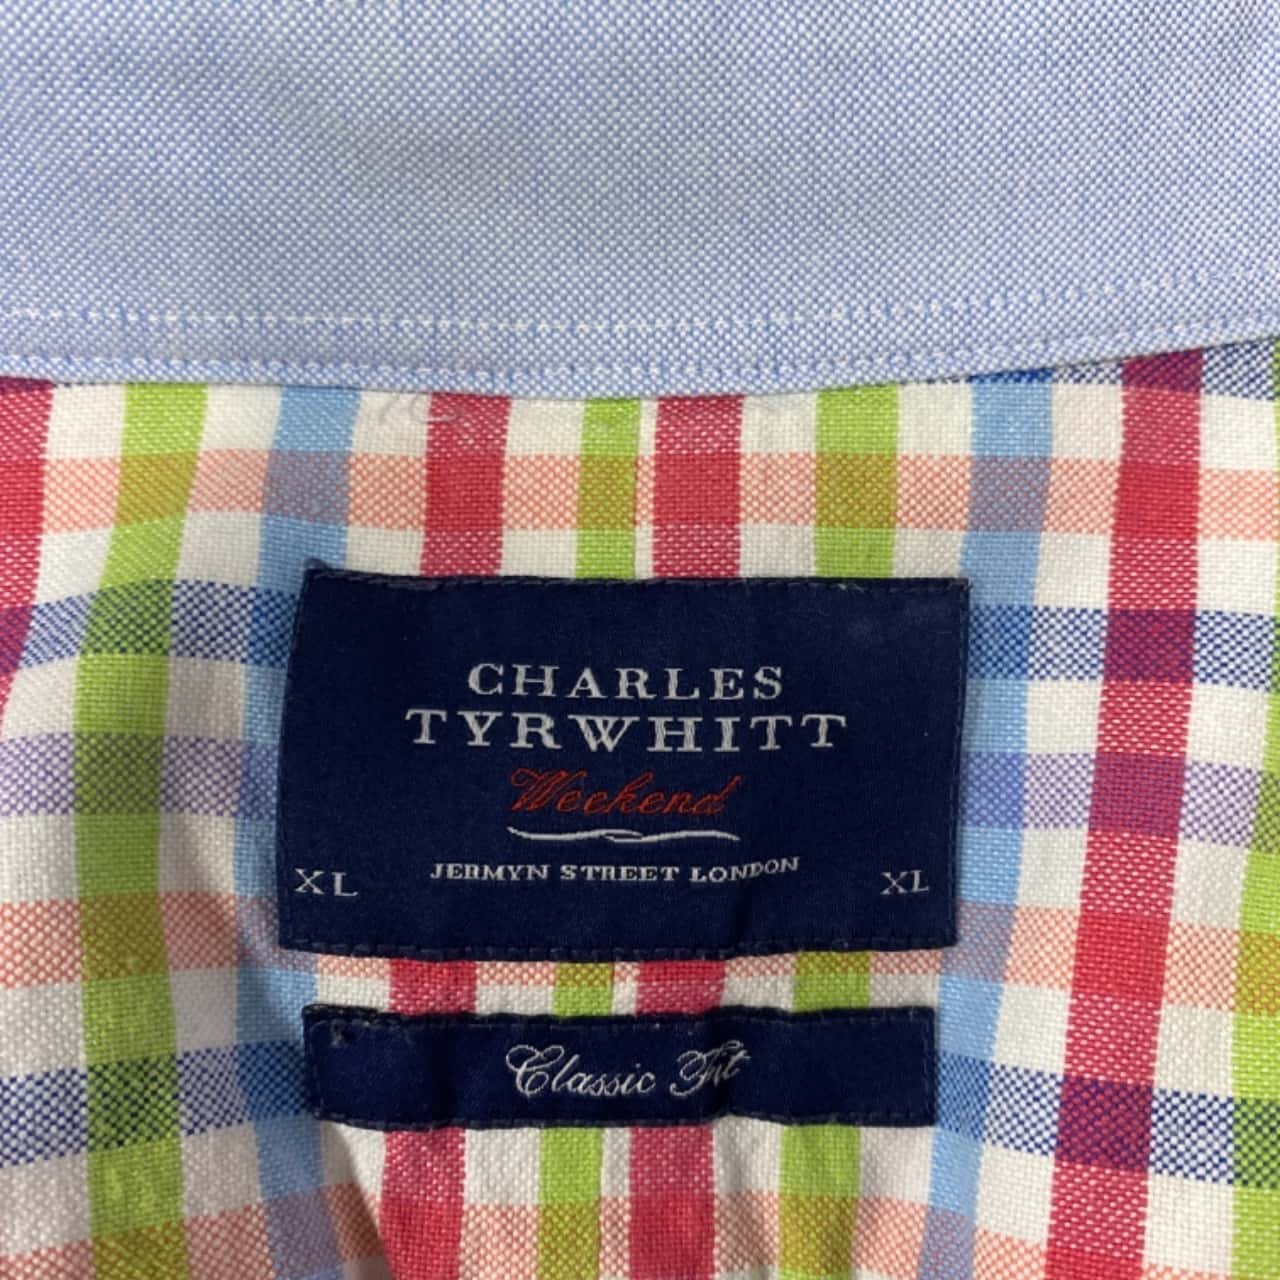 CHARLES
TYRWHITT
Weekend
JERMYN STREET LONDON
XL XL
Classic Fit